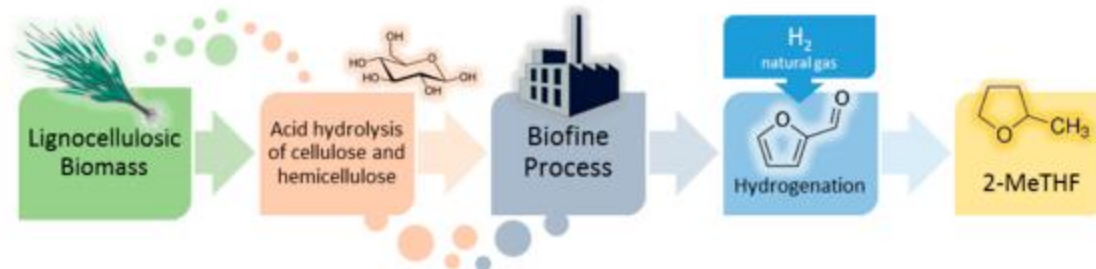 Lignocellulosic
Biomass
OH
HO
HO
O
OH
OH
Acid hydrolysis
of cellulose and
hemicellulose
Biofine
Process
H₂
natural gas
O
O
Hydrogenation
O
CH₃
2-MeTHF